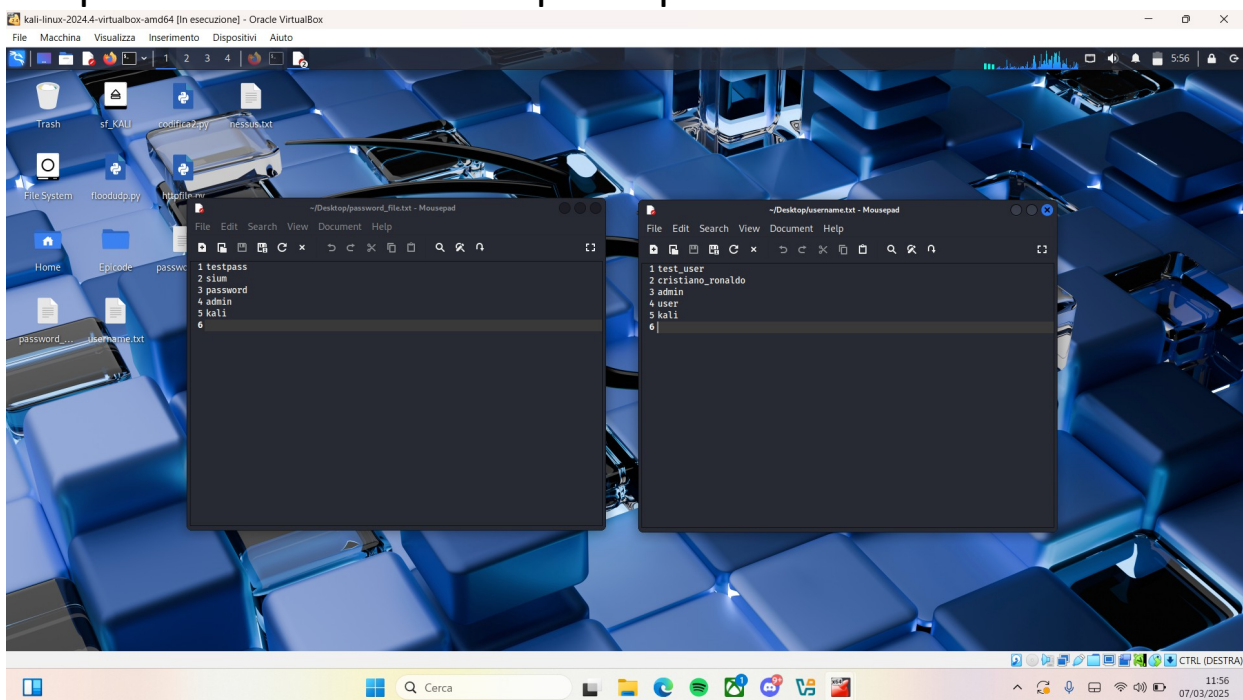 kali-linux-2024.4-virtualbox-amd64 [In esecuzione] - Oracle VirtualBox
File Macchina Visualizza Inserimento Dispositivi Aiuto
1 2 3 4
5:56
Trash
sf_KALI
codifica2.py
nessus.txt
File System
floodudp.py
httpfile.py
Home
Epicode
passwo
password_...
username.txt
~/Desktop/password_file.txt - Mousepad
File Edit Search View Document Help
1 testpass
2 sium
3 password
4 admin
5 kali
6
~/Desktop/username.txt - Mousepad
File Edit Search View Document Help
1 test_user
2 cristiano_ronaldo
3 admin
4 user
5 kali
6
CTRL (DESTRA)
Cerca
11:56
07/03/2025